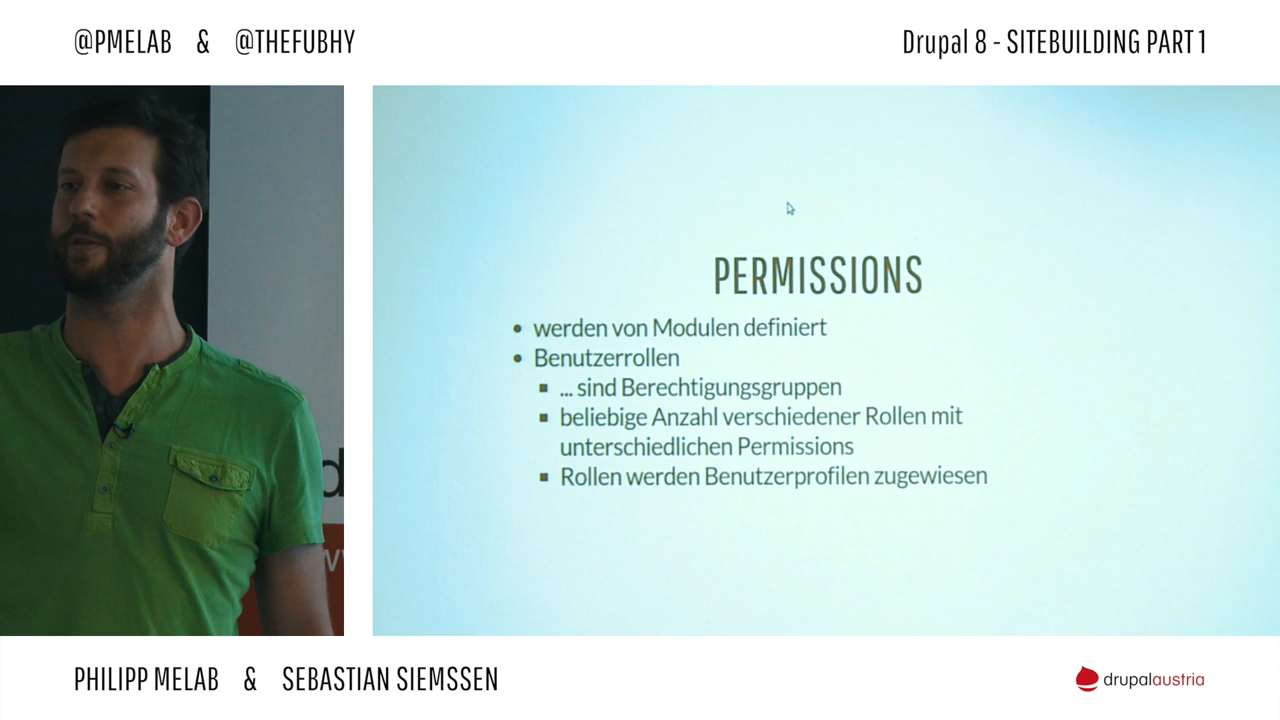 @PMELAB & @THEFUBHY
Drupal 8 - SITEBUILDING PART 1
PERMISSIONS
werden von Modulen definiert
Benutzerrollen
... sind Berechtigungsgruppen
beliebige Anzahl verschiedener Rollen mit
unterschiedlichen Permissions
Rollen werden Benutzerprofilen zugewiesen
PHILIPP MELAB & SEBASTIAN SIEMSSEN
drupalaustria